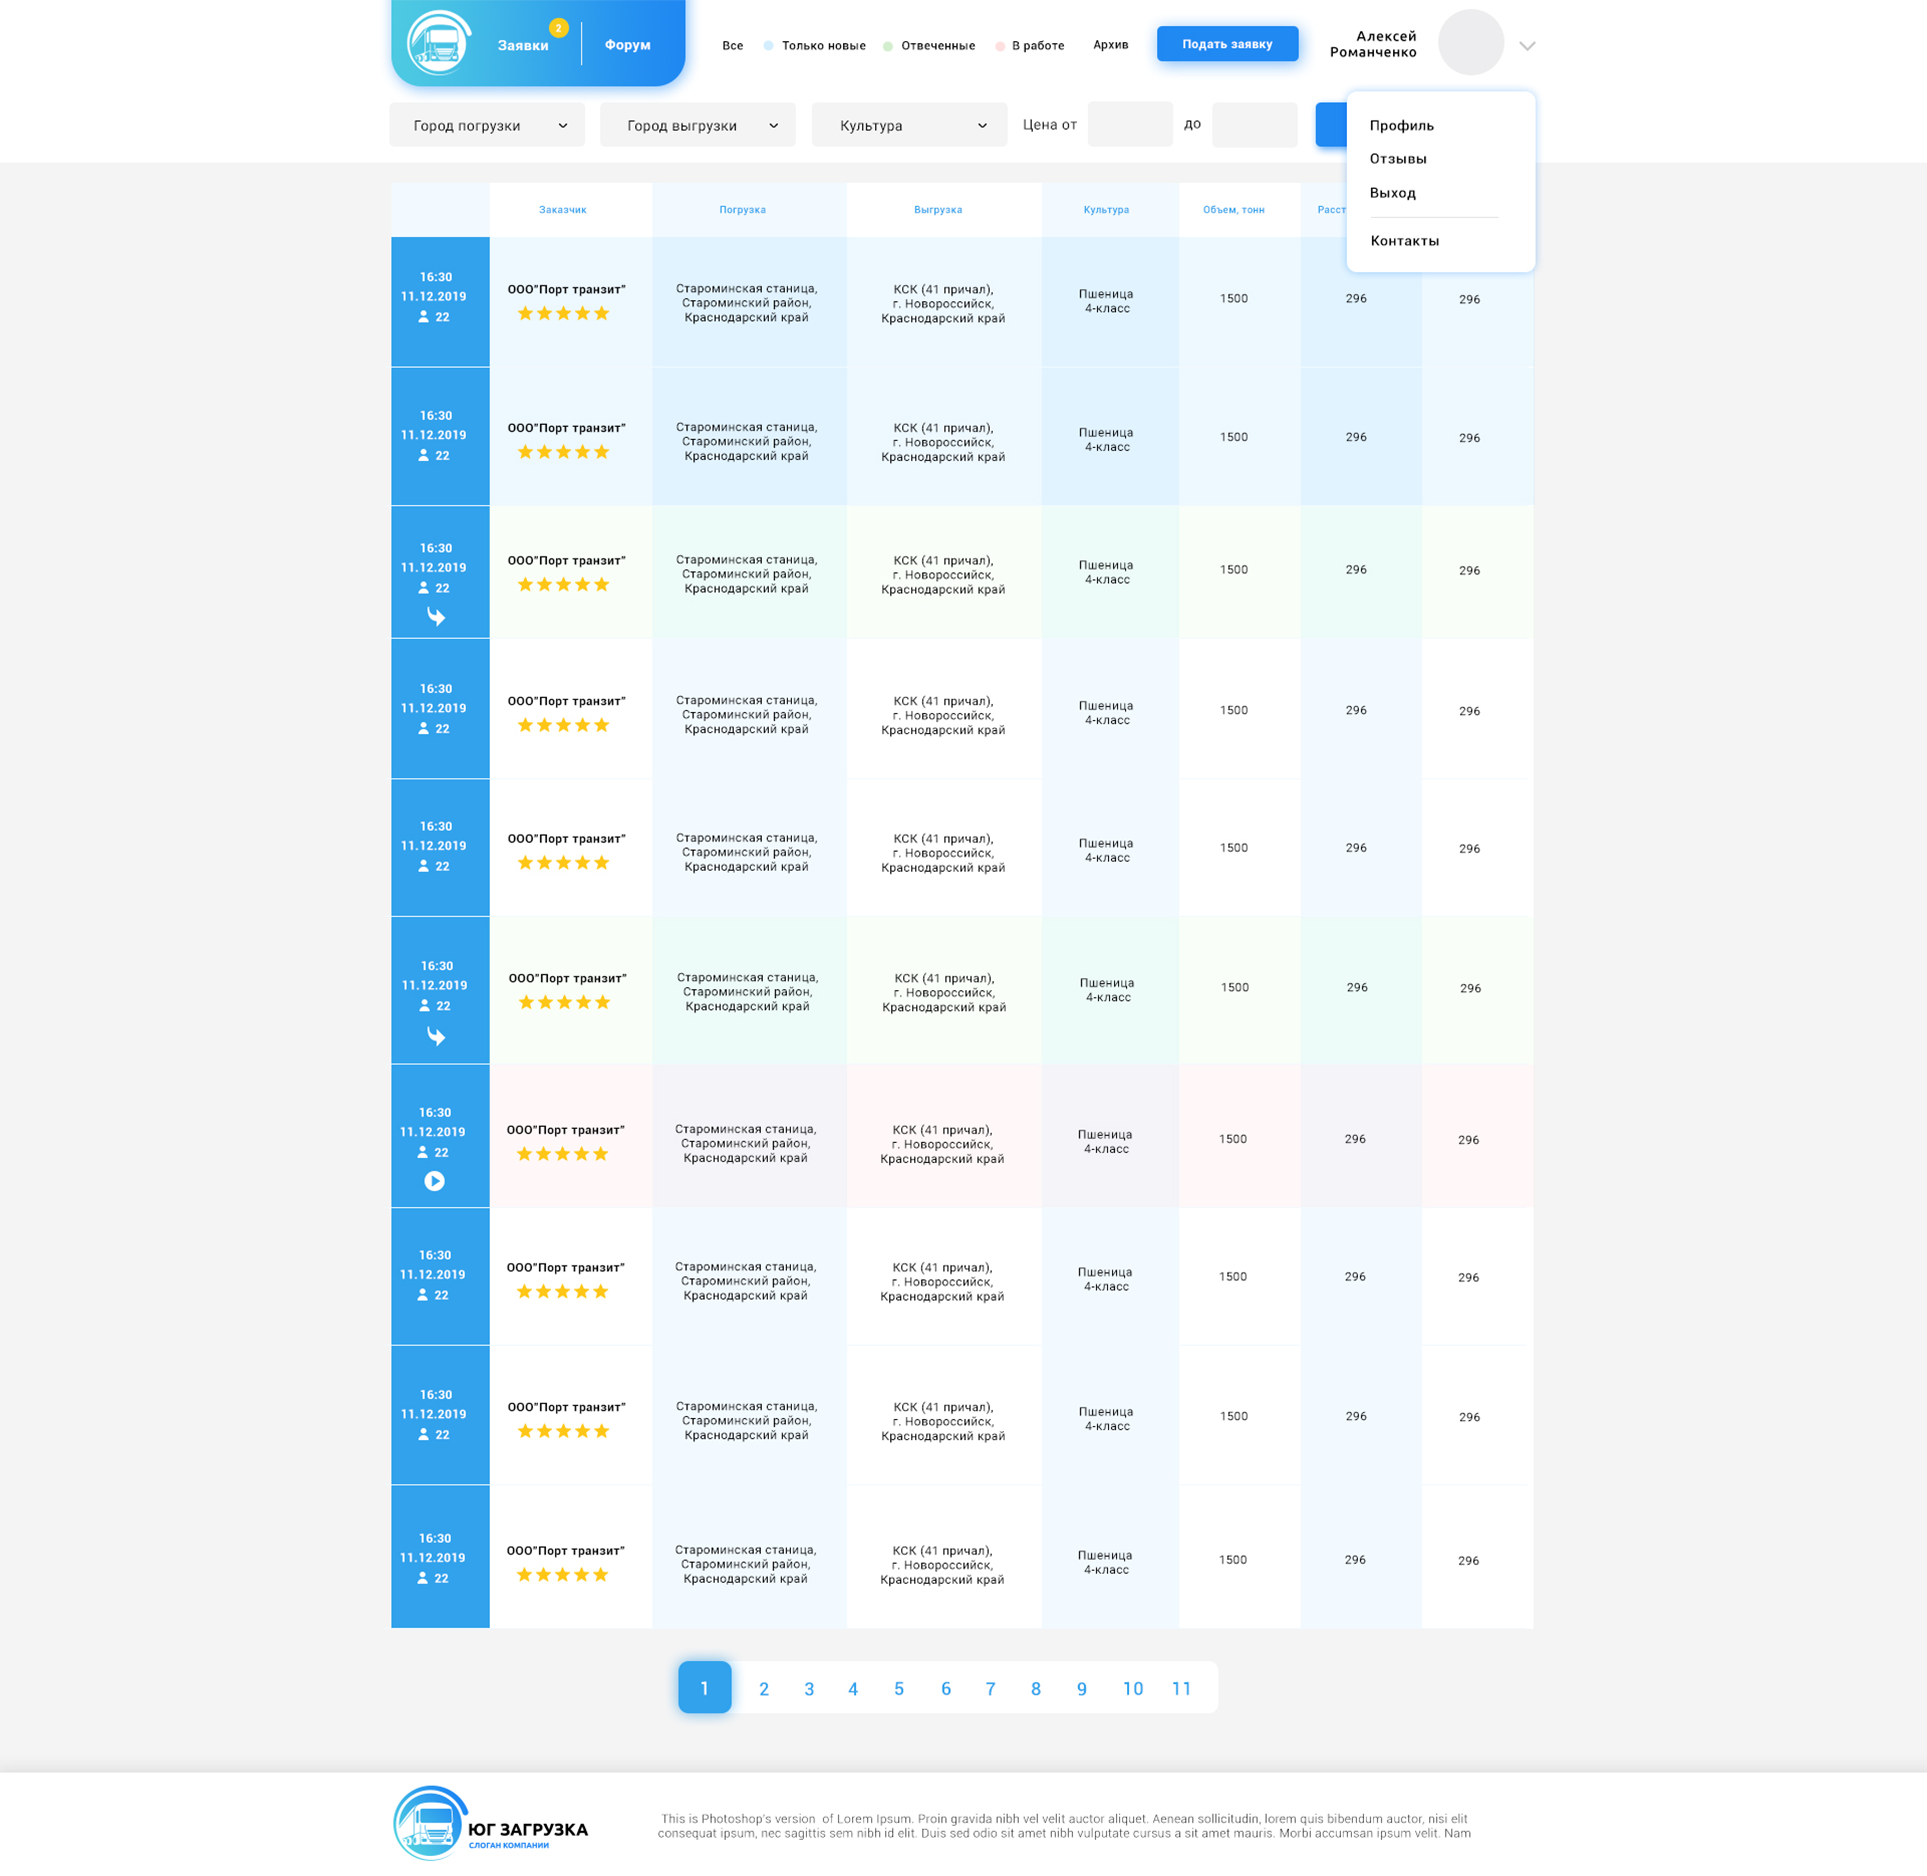 Заявки
2
Форум
Все
Только новые
Отвеченные
В работе
Архив
Подать заявку
Алексей
Романченко
Город погрузки
Город выгрузки
Культура
Цена от
до
Профиль
Отзывы
Выход
Контакты
Заказчик
Погрузка
Выгрузка
Культура
Объем, тонн
16:30
11.12.2019
22
ООО"Порт транзит"
Староминская станица,
Староминский район,
Краснодарский край
КСК (41 причал),
г. Новороссийск,
Краснодарский край
Пшеница
4-класс
1500
296
296
16:30
11.12.2019
22
ООО"Порт транзит"
Староминская станица,
Староминский район,
Краснодарский край
КСК (41 причал),
г. Новороссийск,
Краснодарский край
Пшеница
4-класс
1500
296
296
16:30
11.12.2019
22
ООО"Порт транзит"
Староминская станица,
Староминский район,
Краснодарский край
КСК (41 причал),
г. Новороссийск,
Краснодарский край
Пшеница
4-класс
1500
296
296
16:30
11.12.2019
22
ООО"Порт транзит"
Староминская станица,
Староминский район,
Краснодарский край
КСК (41 причал),
г. Новороссийск,
Краснодарский край
Пшеница
4-класс
1500
296
296
16:30
11.12.2019
22
ООО"Порт транзит"
Староминская станица,
Староминский район,
Краснодарский край
КСК (41 причал),
г. Новороссийск,
Краснодарский край
Пшеница
4-класс
1500
296
296
16:30
11.12.2019
22
ООО"Порт транзит"
Староминская станица,
Староминский район,
Краснодарский край
КСК (41 причал),
г. Новороссийск,
Краснодарский край
Пшеница
4-класс
1500
296
296
16:30
11.12.2019
22
ООО"Порт транзит"
Староминская станица,
Староминский район,
Краснодарский край
КСК (41 причал),
г. Новороссийск,
Краснодарский край
Пшеница
4-класс
1500
296
296
16:30
11.12.2019
22
ООО"Порт транзит"
Староминская станица,
Староминский район,
Краснодарский край
КСК (41 причал),
г. Новороссийск,
Краснодарский край
Пшеница
4-класс
1500
296
296
16:30
11.12.2019
22
ООО"Порт транзит"
Староминская станица,
Староминский район,
Краснодарский край
КСК (41 причал),
г. Новороссийск,
Краснодарский край
Пшеница
4-класс
1500
296
296
16:30
11.12.2019
22
ООО"Порт транзит"
Староминская станица,
Староминский район,
Краснодарский край
КСК (41 причал),
г. Новороссийск,
Краснодарский край
Пшеница
4-класс
1500
296
296
1 2 3 4 5 6 7 8 9 10 11
ЮГ ЗАГРУЗКА
СЛОГАН КОМПАНИИ
This is Photoshop's version of Lorem Ipsum. Proin gravida nibh vel velit auctor aliquet. Aenean sollicitudin, lorem quis bibendum auctor, nisi elit
consequat ipsum, nec sagittis sem nibh id elit. Duis sed odio sit amet nibh vulputate cursus a sit amet mauris. Morbi accumsan ipsum velit. Nam